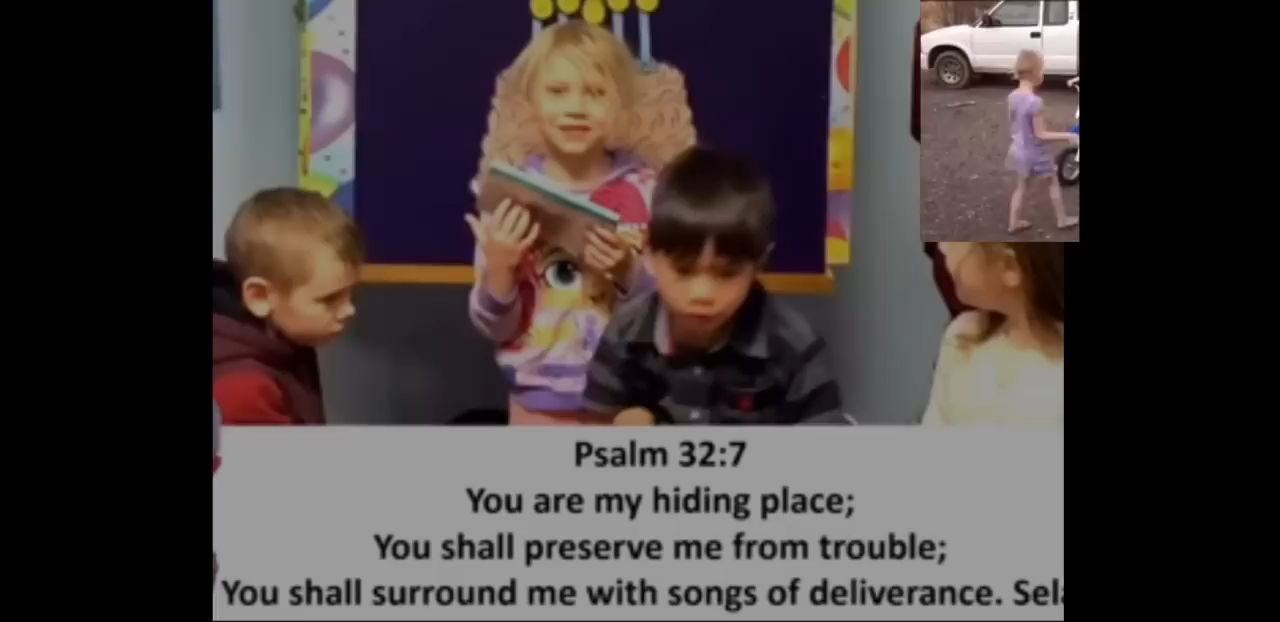 Psalm 32:7
You are my hiding place;
You shall preserve me from trouble;
You shall surround me with songs of deliverance. Sela